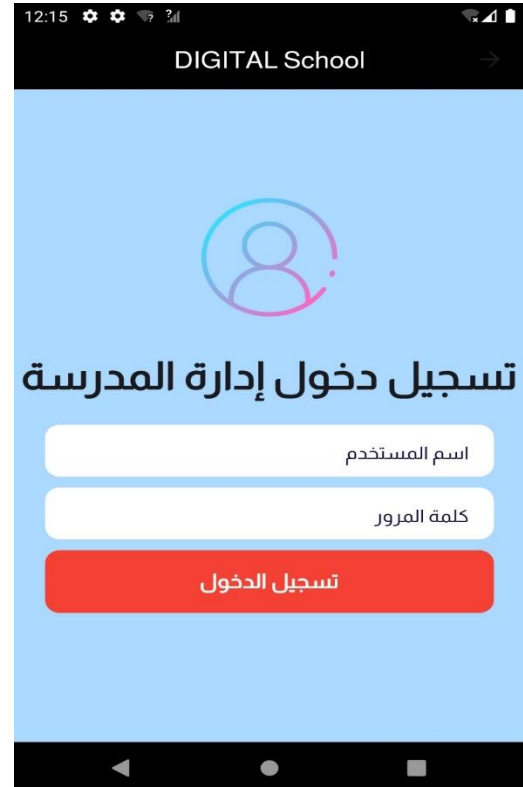 12:15
DIGITAL School
تسجيل دخول إدارة المدرسة
اسم المستخدم
كلمة المرور
تسجيل الدخول